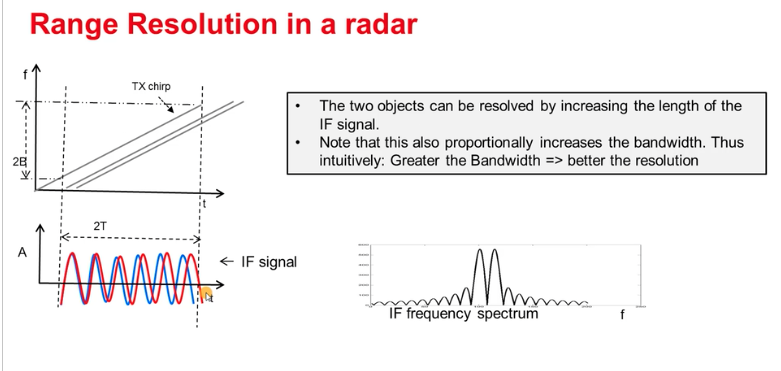 Range Resolution in a radar
f
TX chirp
2B
t
• The two objects can be resolved by increasing the length of the
IF signal.
• Note that this also proportionally increases the bandwidth. Thus
intuitively: Greater the Bandwidth => better the resolution
2T
A
← IF signal
t
IF frequency spectrum
f